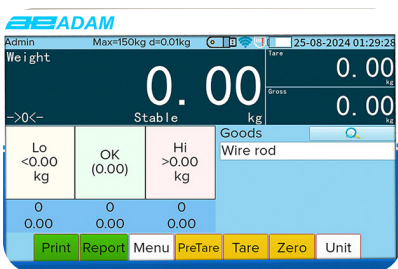 ADAM
Admin Max=150kg d=0.01kg 25-08-2024 01:29:28
Weight
0.00
kg
->0<- Stable
Tare
0.00
kg
Gross
0.00
kg
Lo
<0.00
kg
OK
(0.00)
Hi
>0.00
kg
0 0 0
0.00 0.00 0.00
Goods
Wire rod
Print Report Menu PreTare Tare Zero Unit